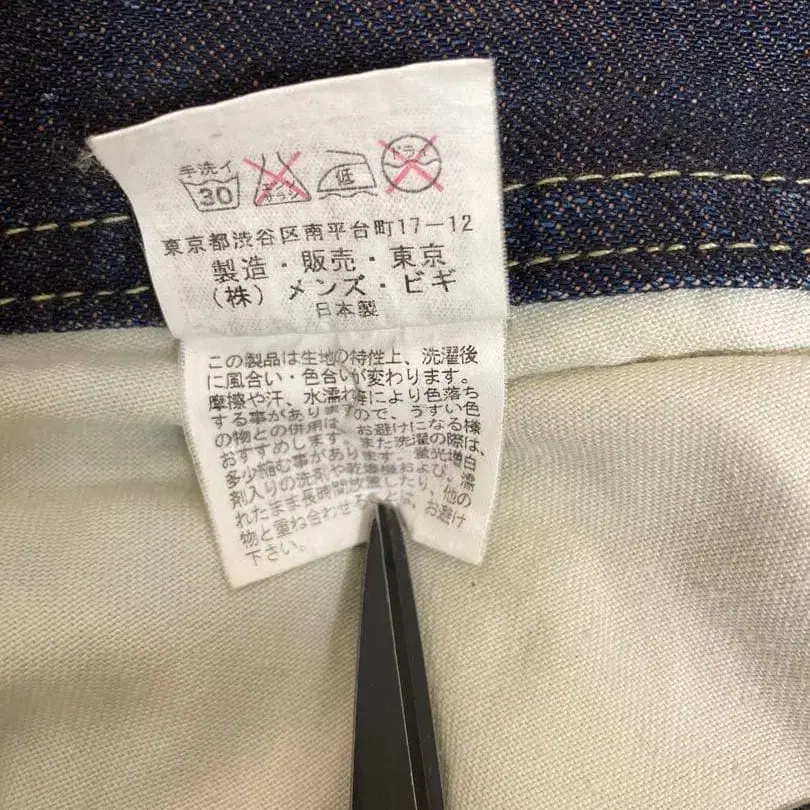 手洗イ
30
エンソ
サラシ
低
ドライ
東京都渋谷区南平台町17-12
製造・販売・東京
(株) メンズ・ビギ
日本製
この製品は生地の特性上、洗濯後
に風合い・色合いが変わります。
摩擦や汗、水濡れ等により色落ち
する事がありますので、うすい色
の物との併用は、お避けになる様
おすすめします。また洗濯の際は、
多少縮む事があり 蛍光増白
剤入りの洗剤や乾燥機 および、濡
れたまま長時間放置したり、他の
物と重ね合わせることは、お避け
下さい。